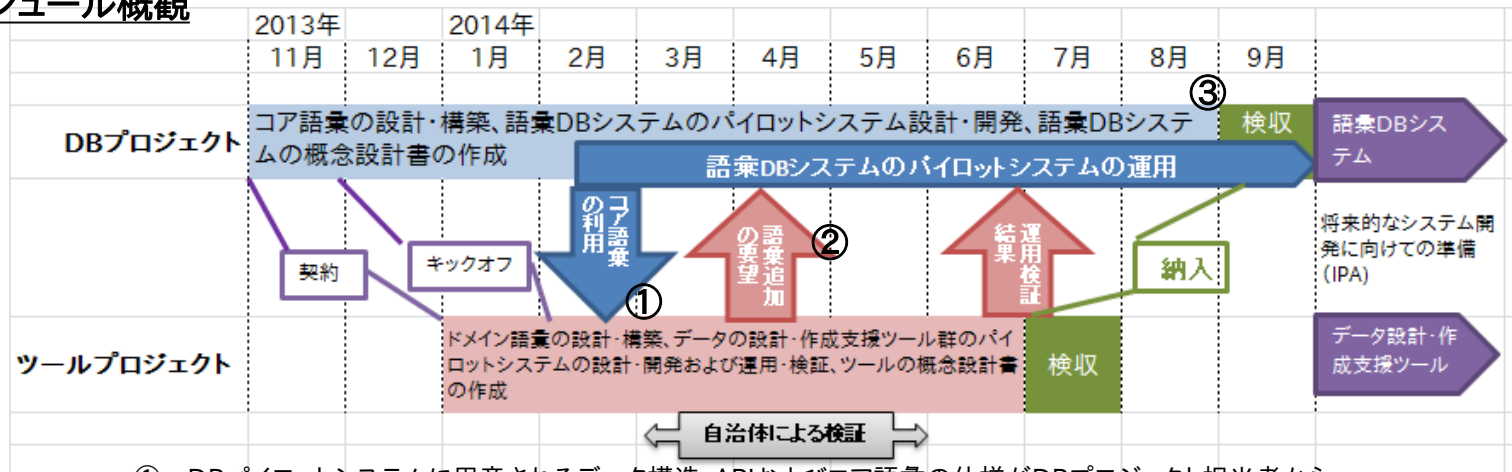 ュール概観
2013年 2014年
11月 12月 1月 2月 3月 4月 5月 6月 7月 8月 9月
③
DBプロジェクト
コア語彙の設計・構築、語彙DBシステムのパイロットシステム設計・開発、語彙DBシステ
ムの概念設計書の作成
検収
語彙DBシス
テム
語彙DBシステムのパイロットシステムの運用
コア語彙
の利用
語彙追加
の要望
②
運用検証
結果
契約
キックオフ
納入
将来的なシステム開
発に向けての準備
(IPA)
①
ツールプロジェクト
ドメイン語彙の設計・構築、データの設計・作成支援ツール群のパイ
ロットシステムの設計・開発および運用・検証、ツールの概念設計書
の作成
検収
データ設計・作
成支援ツール
自治体による検証